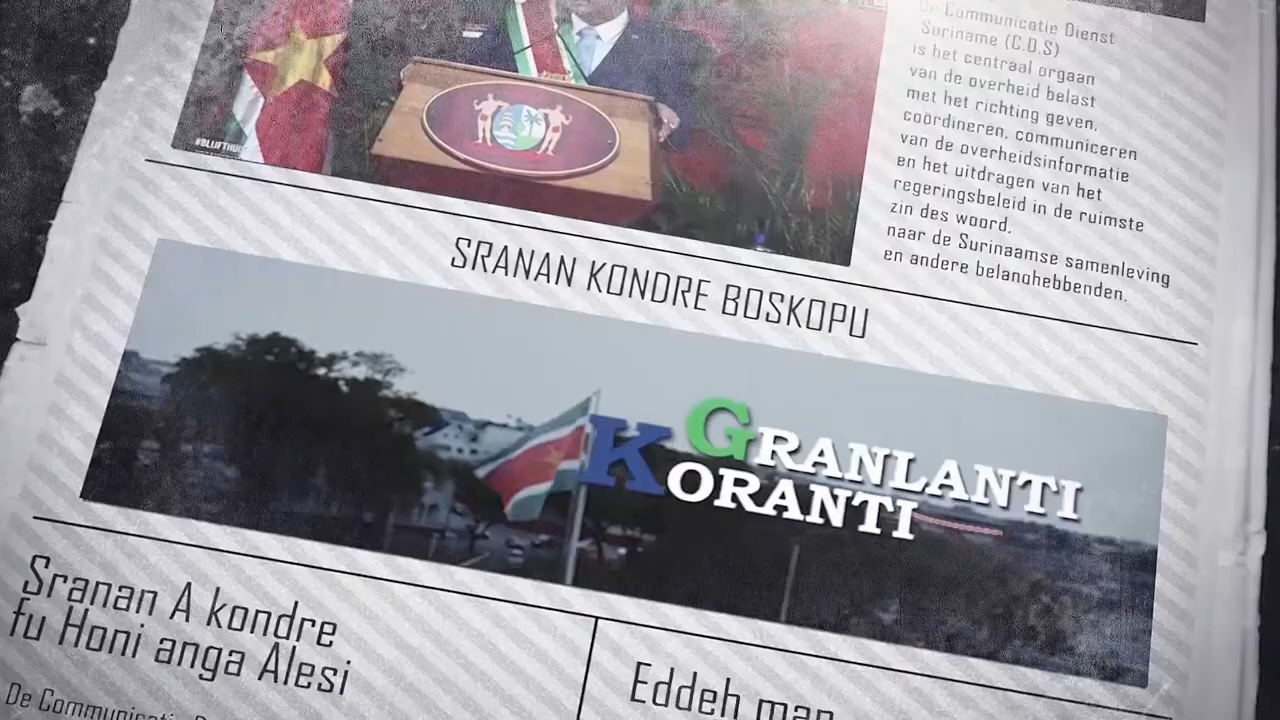 De Communicatie Dienst
Suriname (C.D.S)
is het centraal orgaan
van de overheid belast
met het richting geven,
coördineren, communiceren
van de overheidsinformatie
en het uitdragen van het
regeringsbeleid in de ruimste
zin des woord,
naar de Surinaamse samenleving
en andere belanghebbenden.
SRANAN KONDRE BOSKOPU
GRANLANTI
KORANTI
Sranan A kondre
fu Honi anga Alesi
De
Eddeh man